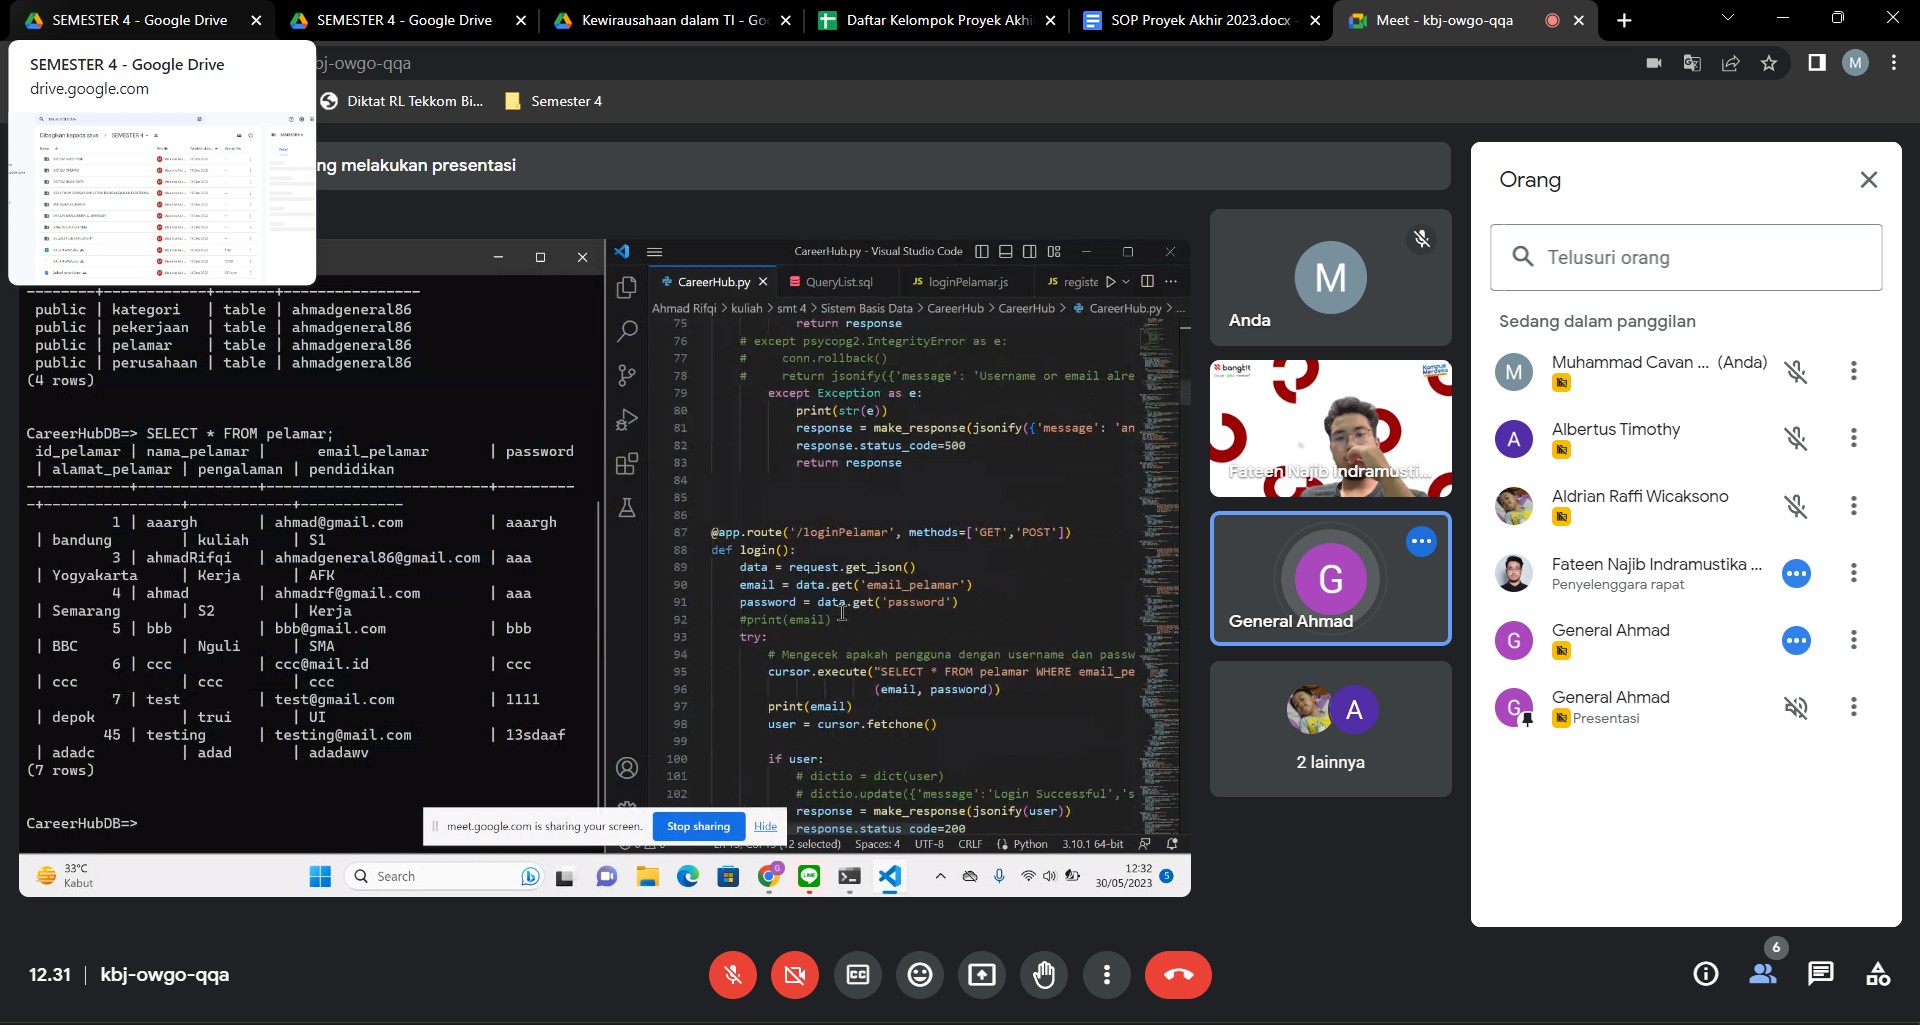 SEMESTER 4 - Google Drive
SEMESTER 4 - Google Drive
Kewirausahaan dalam TI - Go
Daftar Kelompok Proyek Akhi
SOP Proyek Akhir 2023.docx -
Meet - kbj-owgo-qqa
SEMESTER 4 - Google Drive
drive.google.com
bj-owgo-qqa
M
Diktat RL Tekkom Bi...
Semester 4
ng melakukan presentasi
public | kategori | table | ahmadgeneral86
public | pekerjaan | table | ahmadgeneral86
public | pelamar | table | ahmadgeneral86
public | perusahaan | table | ahmadgeneral86
(4 rows)
CareerHubDB=> SELECT * FROM pelamar;
id_pelamar | nama_pelamar | email_pelamar | password
| alamat_pelamar | pengalaman | pendidikan
1 | aaargh | ahmad@gmail.com | aaargh
| bandung | kuliah | S1
3 | ahmadRifqi | ahmadgeneral86@gmail.com | aaa
| Yogyakarta | Kerja | AFK
4 | ahmad | ahmadrf@gmail.com | aaa
| Semarang | S2 | Kerja
5 | bbb | bbb@gmail.com | bbb
| BBC | Nguli | SMA
6 | ccc | ccc@mail.id | ccc
| ccc | ccc | ccc
7 | test | test@gmail.com | 1111
| depok | trui | UI
45 | testing | testing@mail.com | 13sdaaf
| adadc | adad | adadawv
(7 rows)
CareerHubDB=>
CareerHub.py - Visual Studio Code
CareerHub.py
QueryList.sql
JS loginPelamar.js
JS registe
Ahmad Rifqi > kuliah > smt 4 > Sistem Basis Data > CareerHub > CareerHub > CareerHub.py > ...
75 return response
76 # except psycopg2.IntegrityError as e:
77 # conn.rollback()
78 # return jsonify({'message': 'Username or email alre
79 except Exception as e:
80 print(str(e))
81 response = make_response(jsonify({'message': 'an
82 response.status_code=500
83 return response
84
85
86
87 @app.route('/loginPelamar', methods=['GET','POST'])
88 def login():
89 data = request.get_json()
90 email = data.get('email_pelamar')
91 password = data.get('password')
92 #print(email)
93 try:
94 # Mengecek apakah pengguna dengan username dan passw
95 cursor.execute("SELECT * FROM pelamar WHERE email_pe
96 (email, password))
97 print(email)
98 user = cursor.fetchone()
99
100 if user:
101 # dictio = dict(user)
102 # dictio.update({'message':'Login Successful','s
response = make_response(jsonify(user))
response.status_code=200
meet.google.com is sharing your screen.
Stop sharing
Hide
2 selected) Spaces: 4 UTF-8 CRLF Python 3.10.1 64-bit
33°C
Kabut
Search
12:32
30/05/2023
5
M
Anda
bangk!t
Kampus
Merdeka
Fateen Najib Indramusti...
G
General Ahmad
A
2 lainnya
Orang
Telusuri orang
Sedang dalam panggilan
M
Muhammad Cavan ... (Anda)
A
Albertus Timothy
Aldrian Raffi Wicaksono
Fateen Najib Indramustika ...
Penyelenggara rapat
G
General Ahmad
G
General Ahmad
Presentasi
12.31 | kbj-owgo-qqa
6